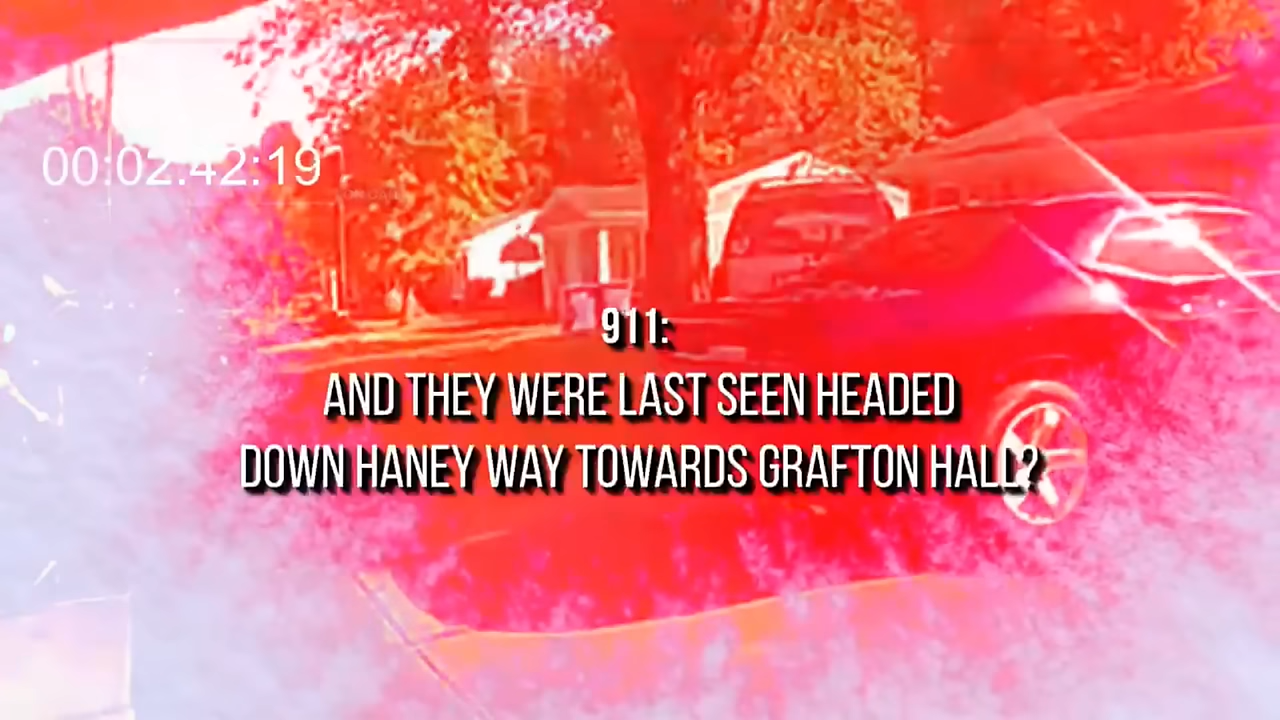 00:02:42:19
911:
AND THEY WERE LAST SEEN HEADED
DOWN HANEY WAY TOWARDS GRAFTON HALL?